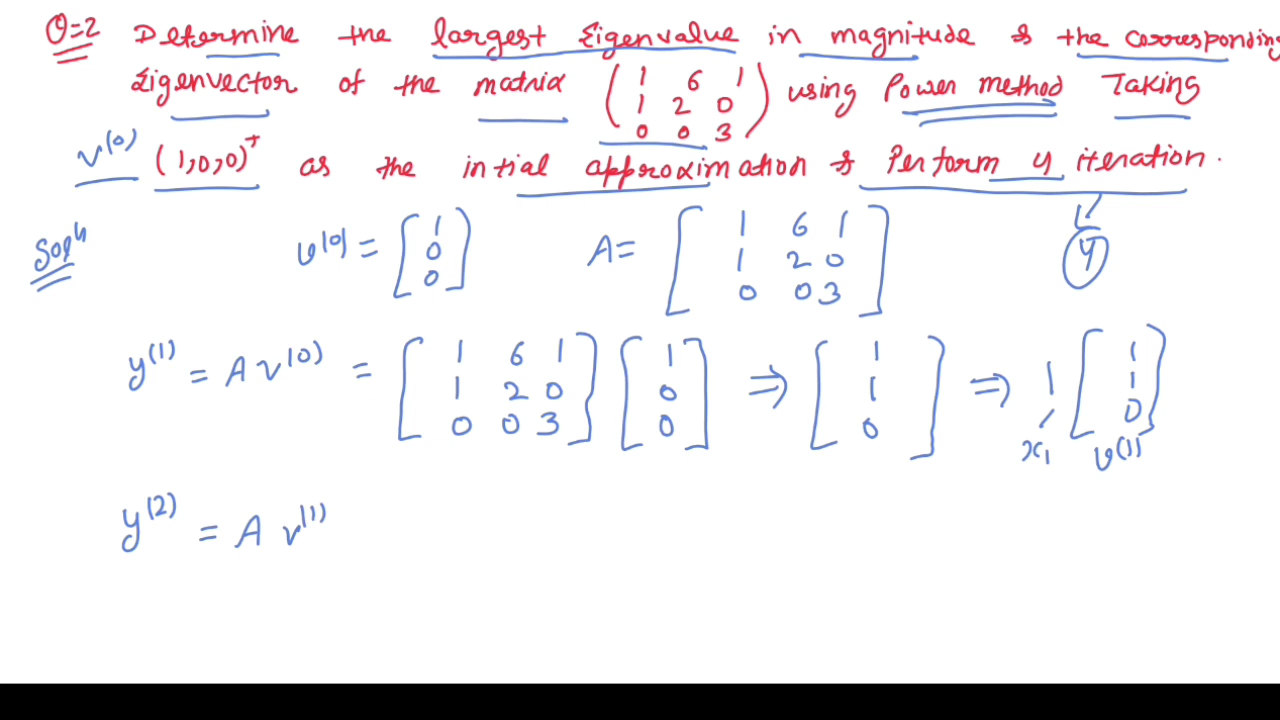 Q=2 Determine the largest Eigenvalue in magnitude & the corresponding
Eigenvector of the matrix ( 1 6 1
1 2 0
0 0 3 ) using Power method Taking
v^(0) (1,0,0)^T as the initial approximation & Perform 4 iteration.
Sol^n v^(0) = [ 1
0
0 ] A = [ 1 6 1
1 2 0
0 0 3 ] 4
y^(1) = A v^(0) = [ 1 6 1
1 2 0
0 0 3 ] [ 1
0
0 ] ⇒ [ 1
1
0 ] ⇒ 1 [ 1
1
0 ]
x_1 v^(1)
y^(2) = A v^(1)